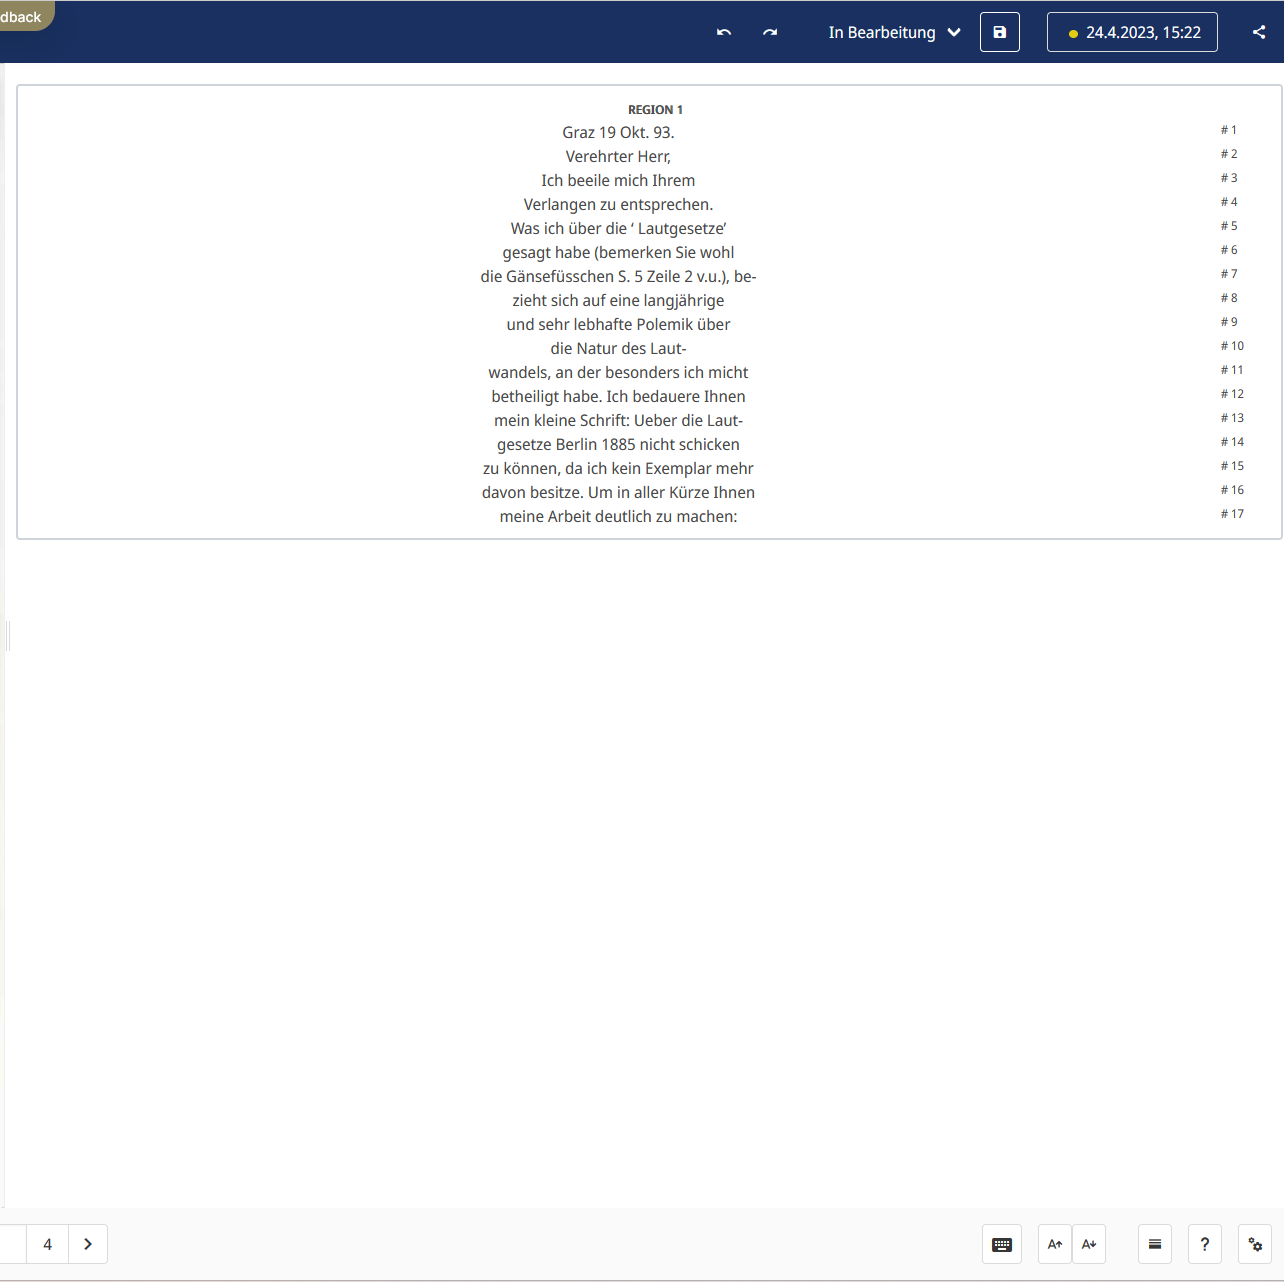 dback
In Bearbeitung
24.4.2023, 15:22
REGION 1
Graz 19 Okt. 93. # 1
Verehrter Herr, # 2
Ich beeile mich Ihrem # 3
Verlangen zu entsprechen. # 4
Was ich über die ‘ Lautgesetze’ # 5
gesagt habe (bemerken Sie wohl # 6
die Gänsefüsschen S. 5 Zeile 2 v.u.), be- # 7
zieht sich auf eine langjährige # 8
und sehr lebhafte Polemik über # 9
die Natur des Laut- # 10
wandels, an der besonders ich micht # 11
betheiligt habe. Ich bedauere Ihnen # 12
mein kleine Schrift: Ueber die Laut- # 13
gesetze Berlin 1885 nicht schicken # 14
zu können, da ich kein Exemplar mehr # 15
davon besitze. Um in aller Kürze Ihnen # 16
meine Arbeit deutlich zu machen: # 17
4
A A ?